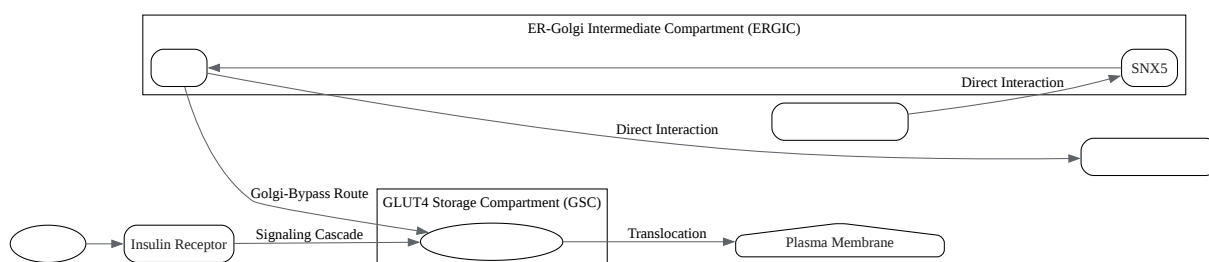 ER-Golgi Intermediate Compartment (ERGIC)
SNX5
Direct Interaction
Direct Interaction
Golgi-Bypass Route
GLUT4 Storage Compartment (GSC)
Insulin Receptor
Signaling Cascade
Translocation
Plasma Membrane